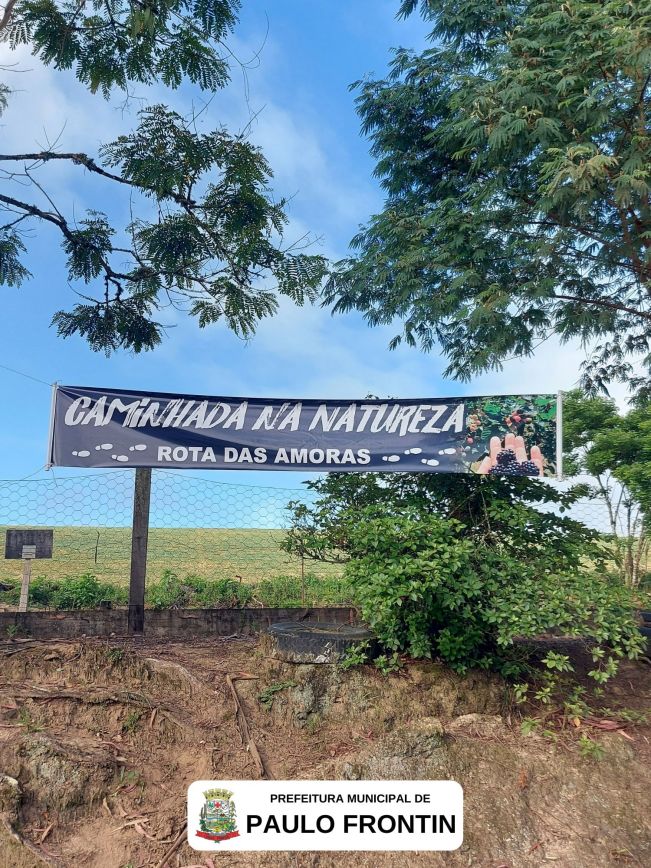 CAMINHADA NA NATUREZA
ROTA DAS AMORAS
PREFEITURA MUNICIPAL DE
PAULO FRONTIN